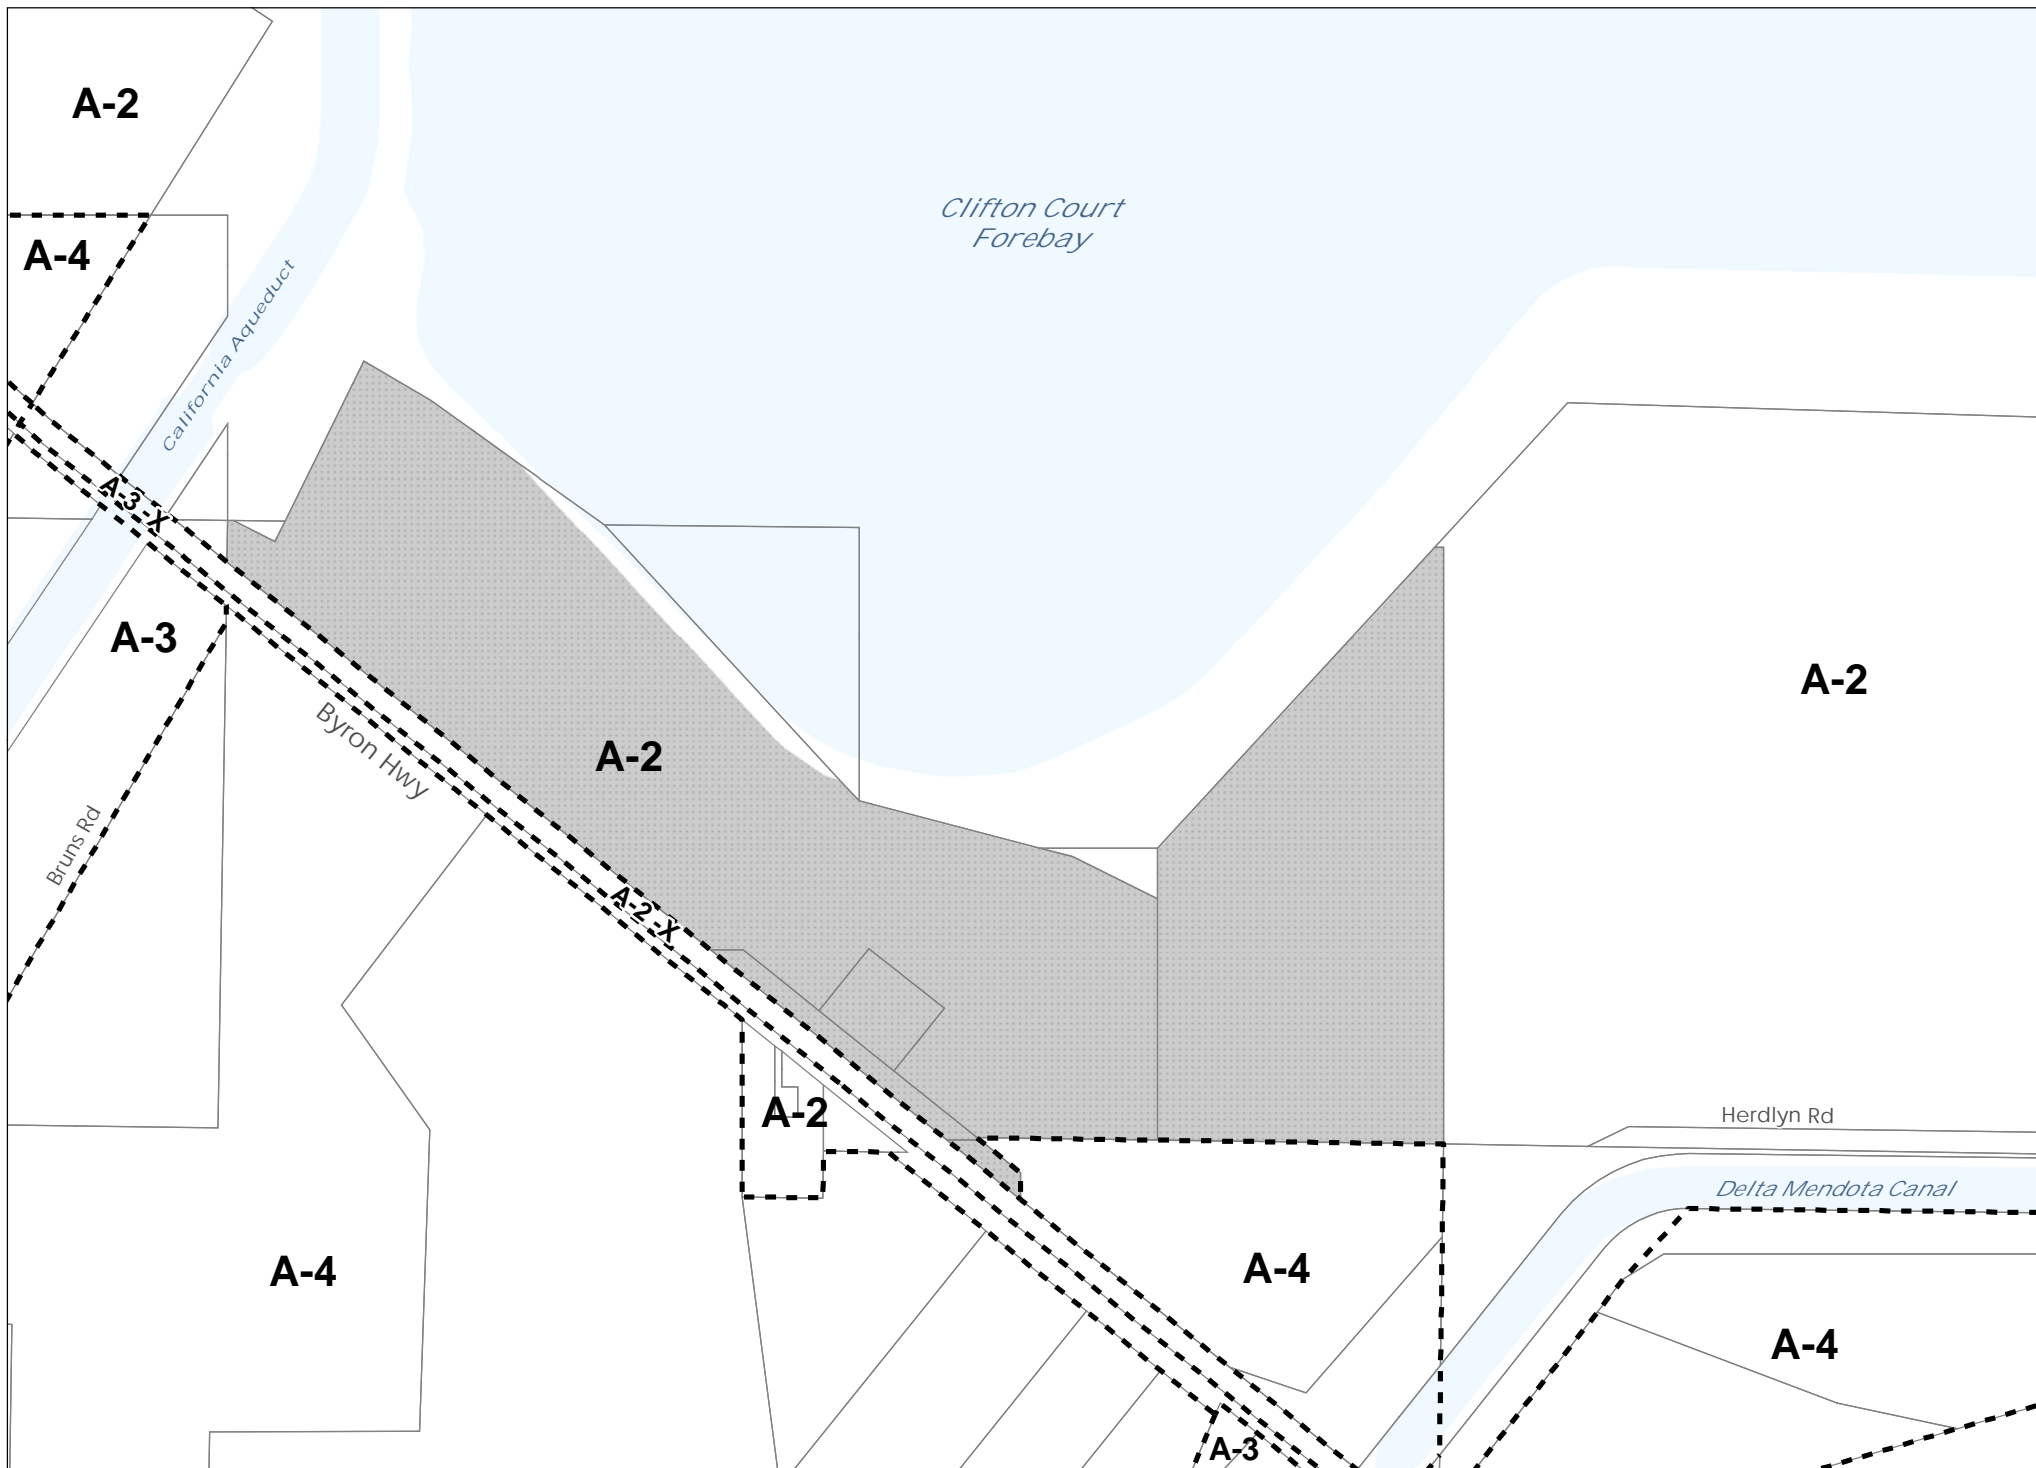 A-2
Clifton Court
Forebay
A-4
California Aqueduct
A-3 -X
A-3
A-2
Byron Hwy
A-2
Bruns Rd
A-2 -X
A-2
Herdlyn Rd
Delta Mendota Canal
A-4
A-4
A-4
A-3